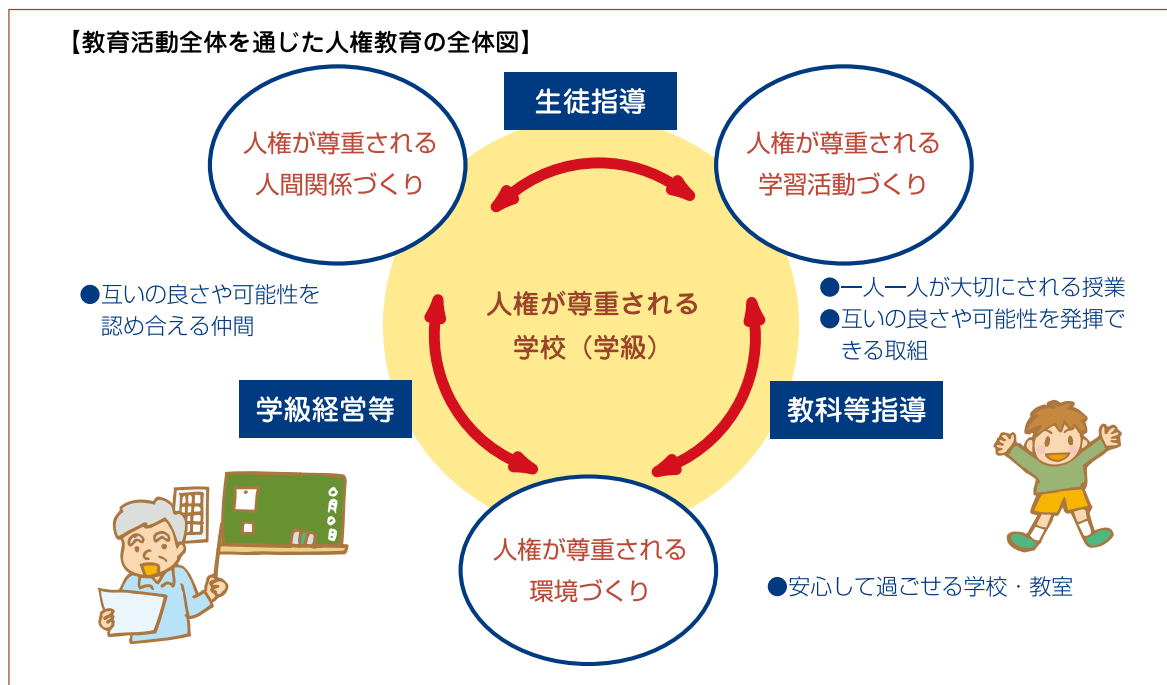 【教育活動全体を通じた人権教育の全体図】
生徒指導
人権が尊重される
人間関係づくり
人権が尊重される
学習活動づくり
●互いの良さや可能性を
認め合える仲間
●一人一人が大切にされる授業
●互いの良さや可能性を発揮で
きる取組
人権が尊重される
学校（学級）
学級経営等
教科等指導
○月○日
人権が尊重される
環境づくり
●安心して過ごせる学校・教室